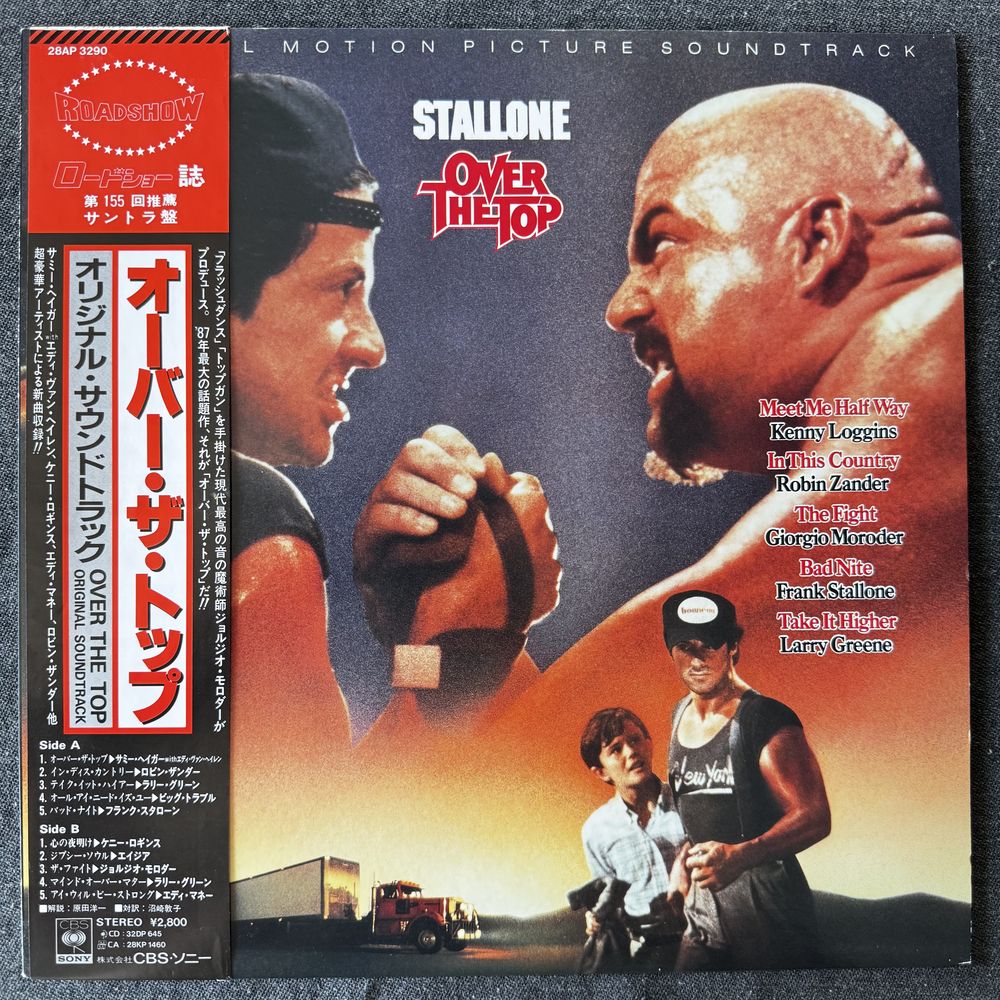 28AP 3290
ROADSHOW
ロードショー 誌
第 155 回推薦
サントラ盤
「フラッシュダンス」「トップガン」を手掛けた現代最高の音の魔術師ジョルジオ・モロダーが
プロデュース。'87年最大の話題作、それが「オーバー・ザ・トップ」だ!!
オーバー・ザ・トップ
オリジナル・サウンドトラック OVER THE TOP
ORIGINAL SOUNDTRACK
サミー・ヘイガーwithエディ・ヴァン・ヘイレン、ケニー・ロギンス、エディ・マネー、ロビン・ザンダー他
超豪華アーティストによる新曲収録!!
Side A
1. オーバー・ザ・トップ▶サミー・ヘイガーwithエディ・ヴァン・ヘイレン
2. イン・ディス・カントリー▶ロビン・ザンダー
3. テイク・イット・ハイアー▶ラリー・グリーン
4. オール・アイ・ニード・イズ・ユー▶ビッグ・トラブル
5. バッド・ナイト▶フランク・スタローン
Side B
1. 心の夜明け▶ケニー・ロギンス
2. ジプシー・ソウル▶エイジア
3. ザ・ファイト▶ジョルジオ・モロダー
4. マインド・オーバー・マター▶ラリー・グリーン
5. アイ・ウィル・ビー・ストロング▶エディ・マネー
■解説:原田洋一 ■対訳:沼崎敦子
CBS
SONY
STEREO ¥2,800
CD:32DP 645
CA:28KP 1460
株式会社 CBS・ソニー
L MOTION PICTURE SOUNDTRACK
STALLONE
OVER
THE TOP
Meet Me Half Way
Kenny Loggins
In This Country
Robin Zander
The Fight
Giorgio Moroder
Bad Nite
Frank Stallone
Take It Higher
Larry Greene
New York